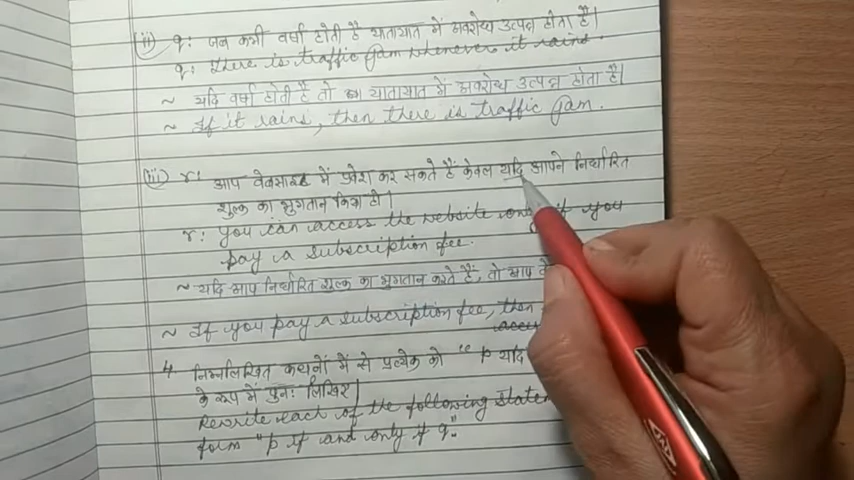 (ii) q: जब कभी वर्षा होती है यातायात में अवरोध उत्पन्न होता है।
q: There is traffic jam whenever it rains.
~ यदि वर्षा होती है तो यातायात में अवरोध उत्पन्न होता है।
~ If it rains, then there is traffic jam.
(iii) r: आप वेबसाइट में प्रवेश कर सकते हैं केवल यदि आपने निर्धारित
शुल्क का भुगतान किया हो।
r: you can access the website only if you
pay a subscription fee.
~ यदि आप निर्धारित शुल्क का भुगतान करते हैं, तो आप
~ If you pay a subscription fee, then
4. निम्नलिखित कथनों में से प्रत्येक को "p यदि
के रूप में पुनः लिखिए।
Rewrite each of the following
form "p if and only if q".